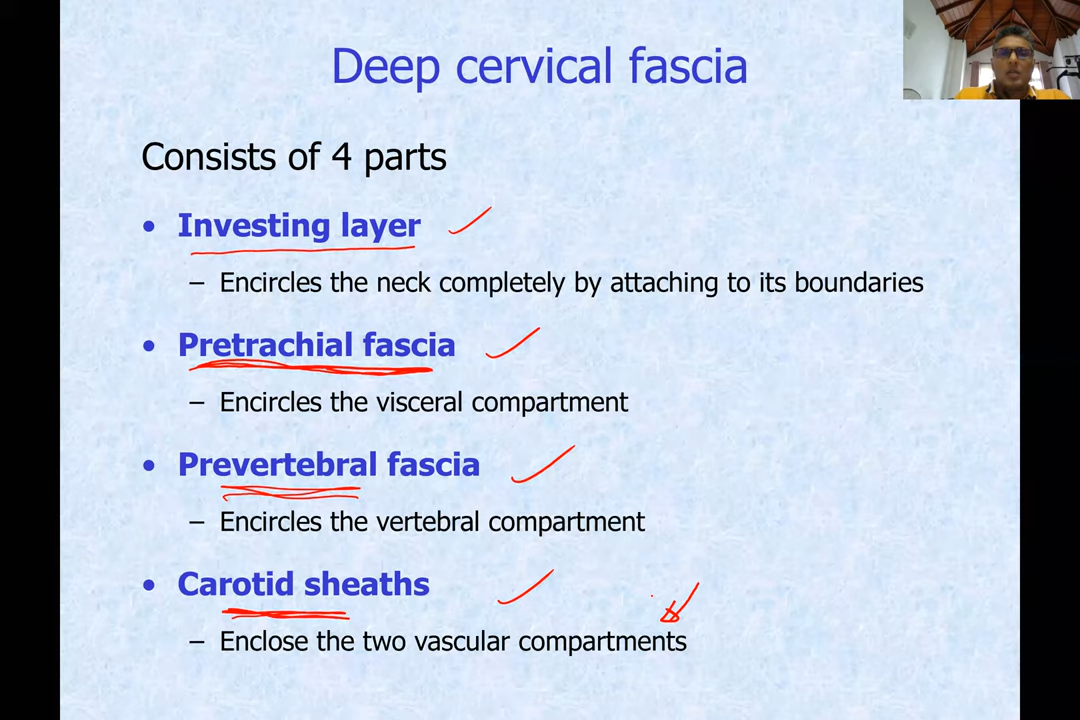 Deep cervical fascia
Consists of 4 parts
• Investing layer
– Encircles the neck completely by attaching to its boundaries
• Pretrachial fascia
– Encircles the visceral compartment
• Prevertebral fascia
– Encircles the vertebral compartment
• Carotid sheaths
– Enclose the two vascular compartments